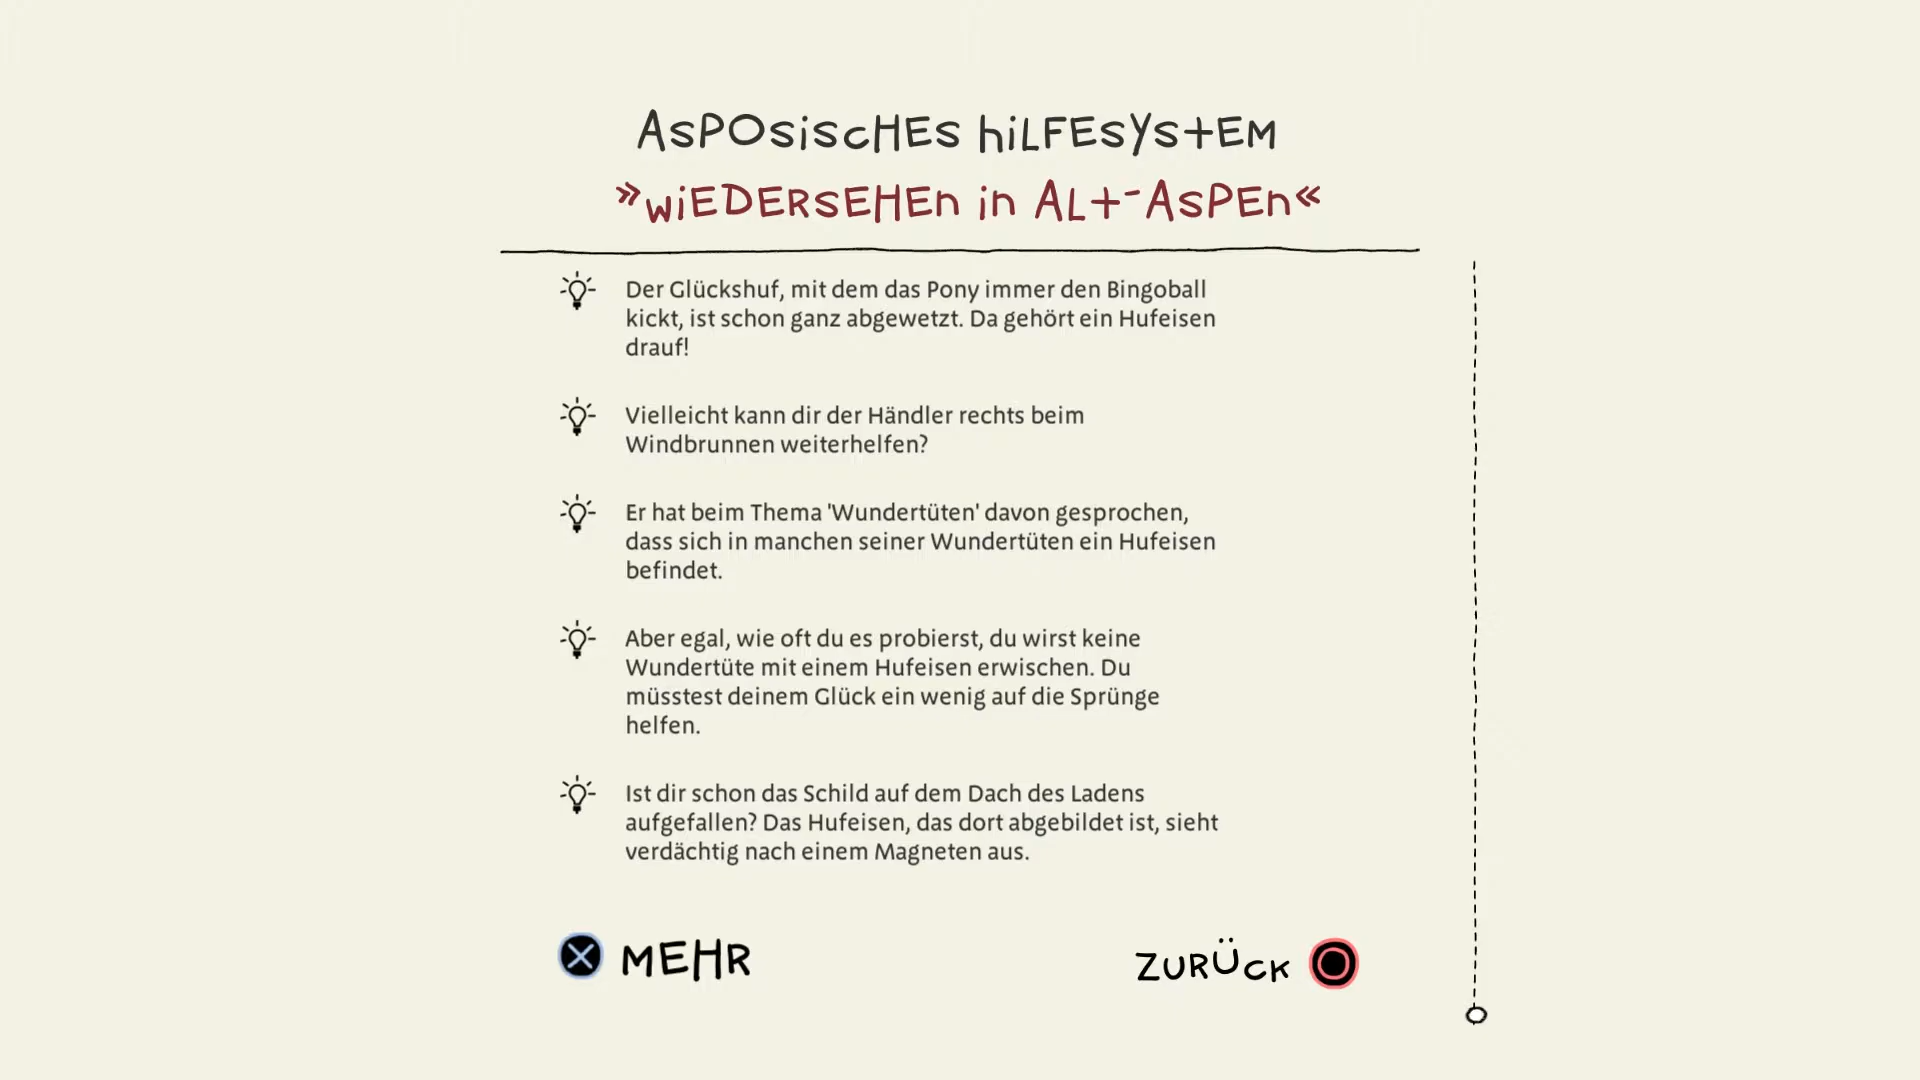 Asposisches Hilfesystem
»Wiedersehen in Alt-Aspen«
Der Glückshuf, mit dem das Pony immer den Bingoball
kickt, ist schon ganz abgewetzt. Da gehört ein Hufeisen
drauf!
Vielleicht kann dir der Händler rechts beim
Windbrunnen weiterhelfen?
Er hat beim Thema 'Wundertüten' davon gesprochen,
dass sich in manchen seiner Wundertüten ein Hufeisen
befindet.
Aber egal, wie oft du es probierst, du wirst keine
Wundertüte mit einem Hufeisen erwischen. Du
müsstest deinem Glück ein wenig auf die Sprünge
helfen.
Ist dir schon das Schild auf dem Dach des Ladens
aufgefallen? Das Hufeisen, das dort abgebildet ist, sieht
verdächtig nach einem Magneten aus.
Mehr
Zurück